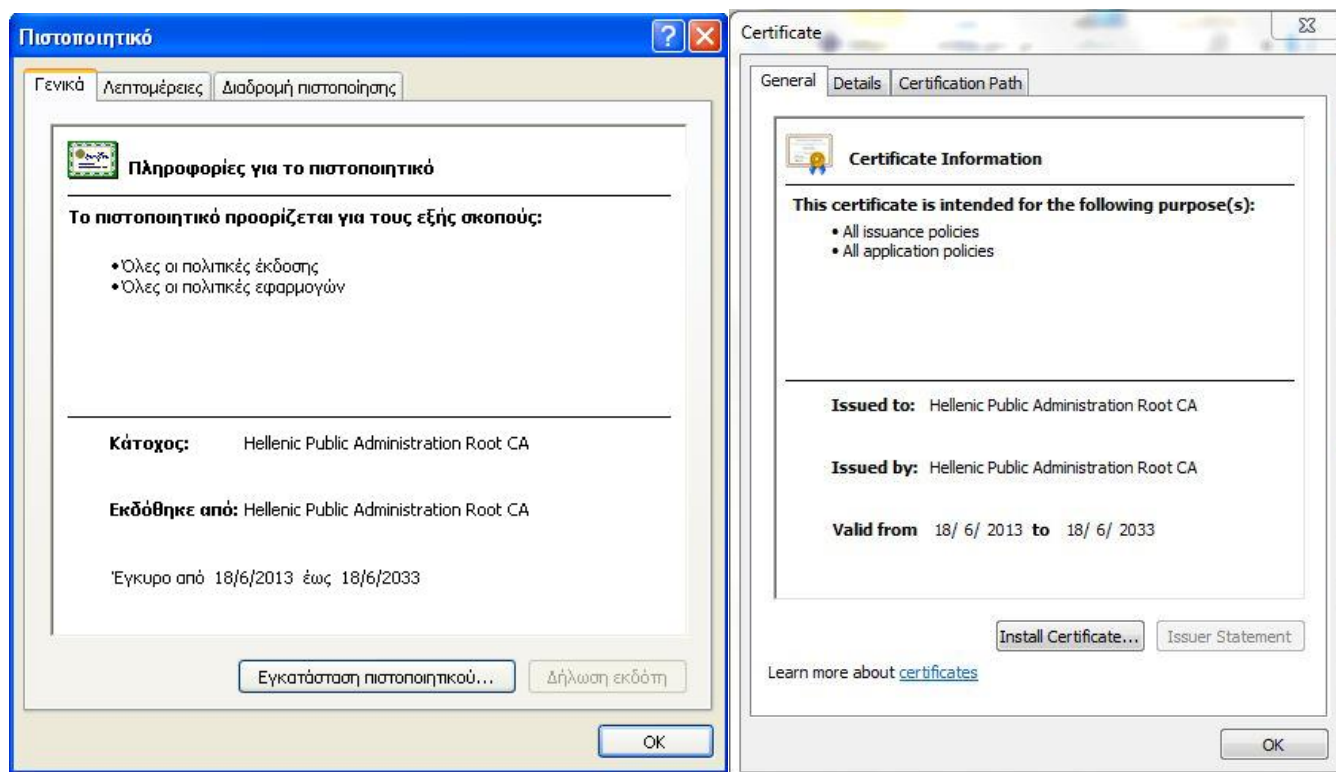 Πιστοποιητικό
Γενικά Λεπτομέρειες Διαδρομή πιστοποίησης
Πληροφορίες για το πιστοποιητικό
Το πιστοποιητικό προορίζεται για τους εξής σκοπούς:
• Όλες οι πολιτικές έκδοσης
• Όλες οι πολιτικές εφαρμογών
Κάτοχος: Hellenic Public Administration Root CA
Εκδόθηκε από: Hellenic Public Administration Root CA
Έγκυρο από 18/6/2013 έως 18/6/2033
Εγκατάσταση πιστοποιητικού... Δήλωση εκδότη
OK
Certificate
General Details Certification Path
Certificate Information
This certificate is intended for the following purpose(s):
• All issuance policies
• All application policies
Issued to: Hellenic Public Administration Root CA
Issued by: Hellenic Public Administration Root CA
Valid from 18/ 6/ 2013 to 18/ 6/ 2033
Install Certificate... Issuer Statement
Learn more about certificates
OK